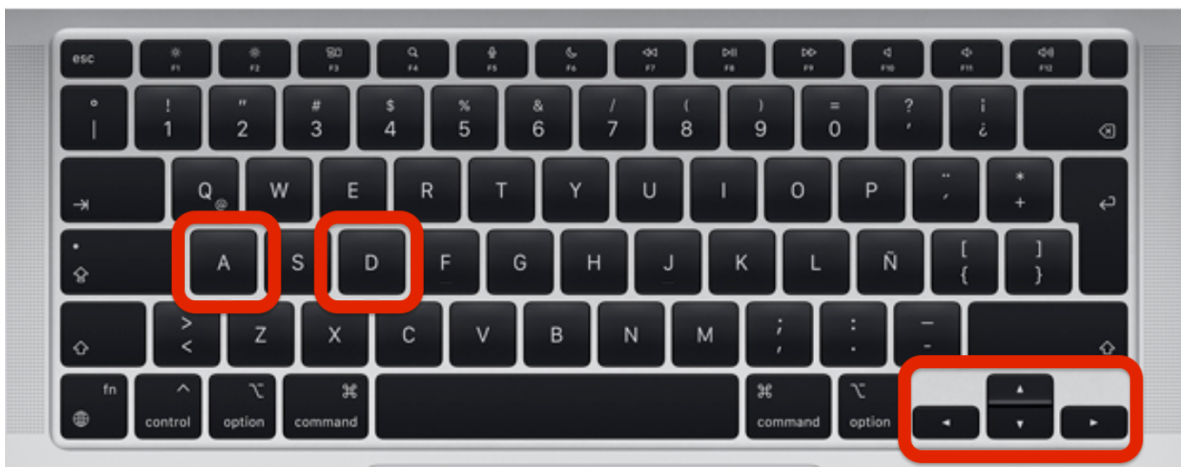 esc F1 F2 F3 F4 F5 F6 F7 F8 F9 F10 F11 F12
° ! " # $ % & / ( ) = ? ¡
| 1 2 3 4 5 6 7 8 9 0 ' ¿
Q @ W E R T Y U I O P ¨ ´ * +
A S D F G H J K L Ñ [ { ] }
> < Z X C V B N M ; , : . _ -
fn control option command command option